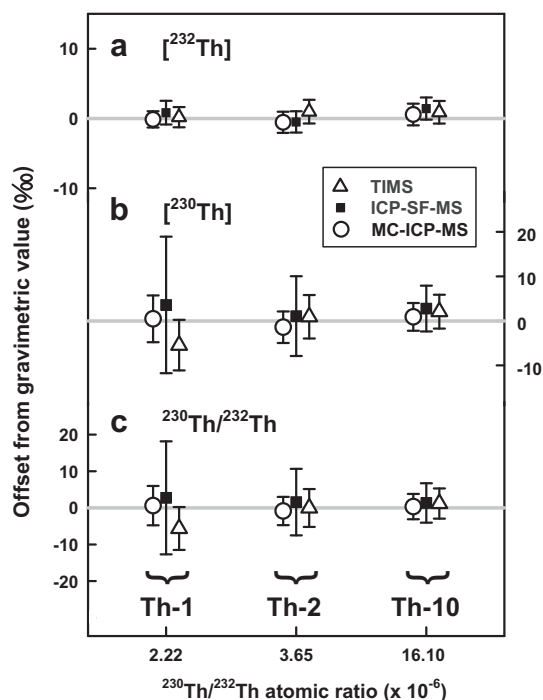 a [²³²Th]
10
0
-10
TIMS
ICP-SF-MS
MC-ICP-MS
b [²³⁰Th]
20
10
0
-10
c ²³⁰Th/²³²Th
20
10
0
-10
-20
Th-1 Th-2 Th-10
2.22 3.65 16.10
²³⁰Th/²³²Th atomic ratio (x 10⁻⁶)
Offset from gravimetric value (‰)